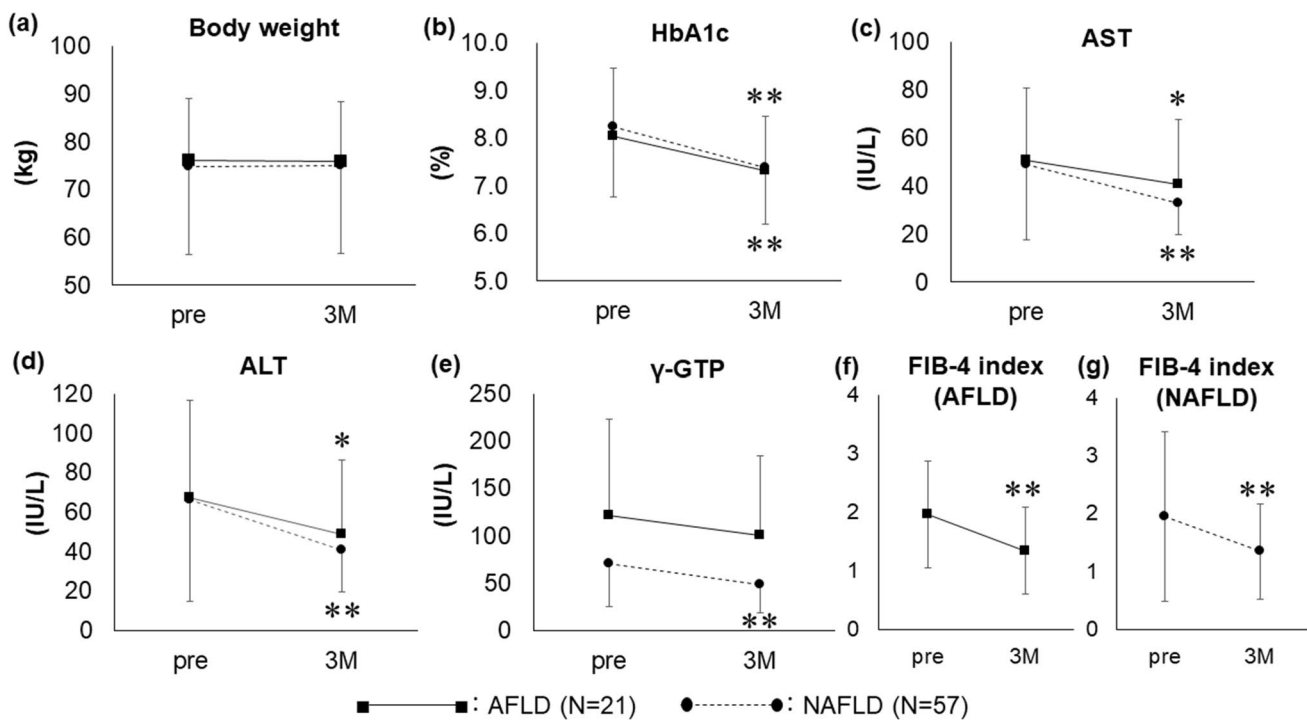 (a) Body weight
100
90
80
70
60
50
(kg)
pre 3M
(b) HbA1c
10.0
9.0
8.0
7.0
6.0
5.0
(%)
**
**
pre 3M
(c) AST
100
80
60
40
20
0
(IU/L)
*
**
pre 3M
(d) ALT
120
100
80
60
40
20
0
(IU/L)
*
**
pre 3M
(e) γ-GTP
250
200
150
100
50
0
(IU/L)
**
pre 3M
(f) FIB-4 index
(AFLD)
4
3
2
1
0
**
pre 3M
(g) FIB-4 index
(NAFLD)
4
3
2
1
0
**
pre 3M
: AFLD (N=21) : NAFLD (N=57)